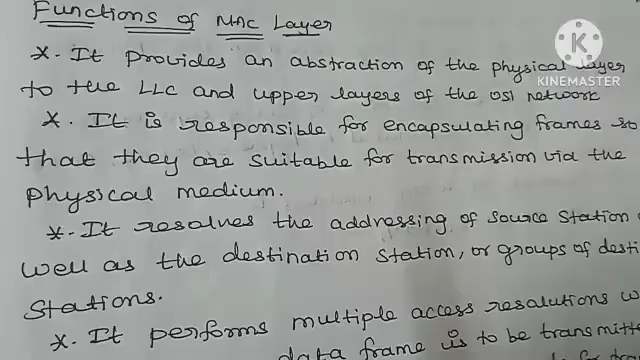 Functions of MAC Layer
*. It provides an abstraction of the physical layer
to the LLC and upper layers of the OSI network
*. It is responsible for encapsulating frames so
that they are suitable for transmission via the
physical medium.
*. It resolves the addressing of source station
well as the destination station, or groups of desti
stations.
*. It performs multiple access resolutions w
data frame is to be transmitte
KINEMASTER